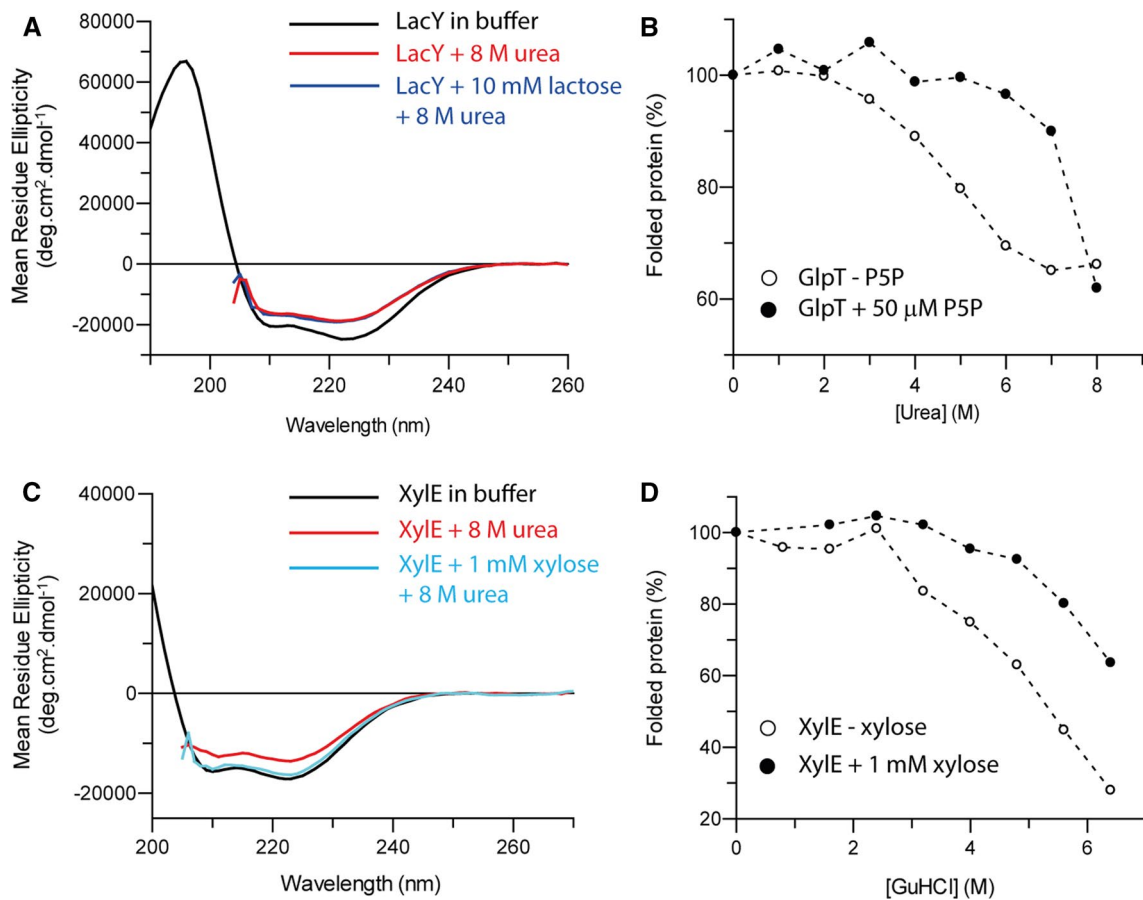 A
Mean Residue Ellipticity
(deg.cm².dmol⁻¹)
80000
60000
40000
20000
0
-20000
200
220
240
260
Wavelength (nm)
LacY in buffer
LacY + 8 M urea
LacY + 10 mM lactose
+ 8 M urea
B
Folded protein (%)
100
80
60
0
2
4
6
8
[Urea] (M)
GlpT - P5P
GlpT + 50 μM P5P
C
Mean Residue Ellipticity
(deg.cm².dmol⁻¹)
40000
20000
0
-20000
200
220
240
260
Wavelength (nm)
XylE in buffer
XylE + 8 M urea
XylE + 1 mM xylose
+ 8 M urea
D
Folded protein (%)
100
80
60
40
20
0
2
4
6
[GuHCl] (M)
XylE - xylose
XylE + 1 mM xylose